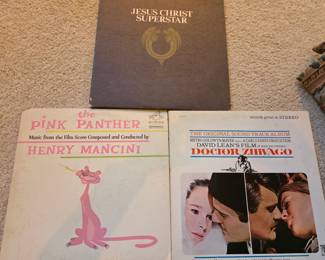 JESUS CHRIST
SUPERSTAR
the
PINK PANTHER
Music from the Film Score Composed and Conducted by
HENRY MANCINI
THE ORIGINAL SOUND TRACK ALBUM
DAVID LEAN'S FILM
DOCTOR ZHIVAGO